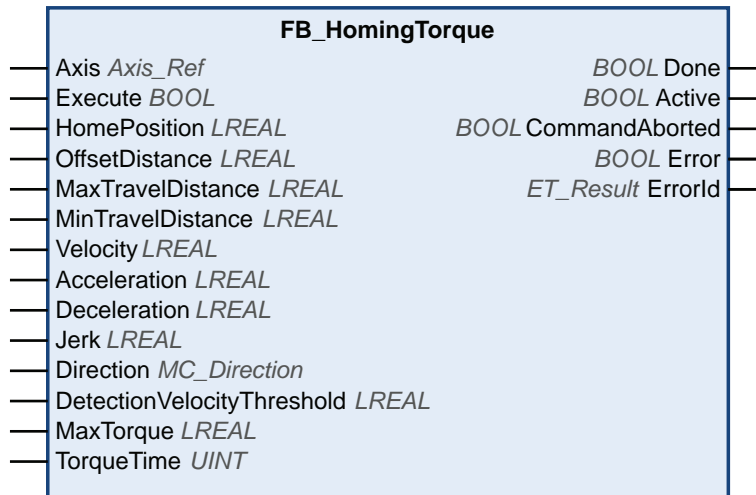 FB_HomingTorque
Axis Axis_Ref BOOL Done
Execute BOOL BOOL Active
HomePosition LREAL BOOL CommandAborted
OffsetDistance LREAL BOOL Error
MaxTravelDistance LREAL ET_Result ErrorId
MinTravelDistance LREAL
Velocity LREAL
Acceleration LREAL
Deceleration LREAL
Jerk LREAL
Direction MC_Direction
DetectionVelocityThreshold LREAL
MaxTorque LREAL
TorqueTime UINT